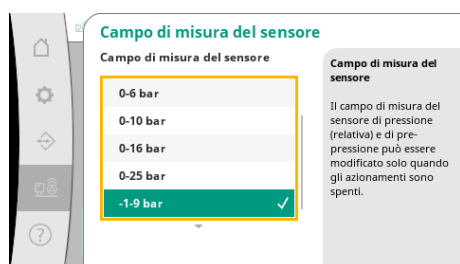 Campo di misura del sensore
Campo di misura del sensore
0-6 bar
0-10 bar
0-16 bar
0-25 bar
-1-9 bar
Campo di misura del
sensore
Il campo di misura del
sensore di pressione
(relativa) e di pre-
pressione può essere
modificato solo quando
gli azionamenti sono
spenti.
?